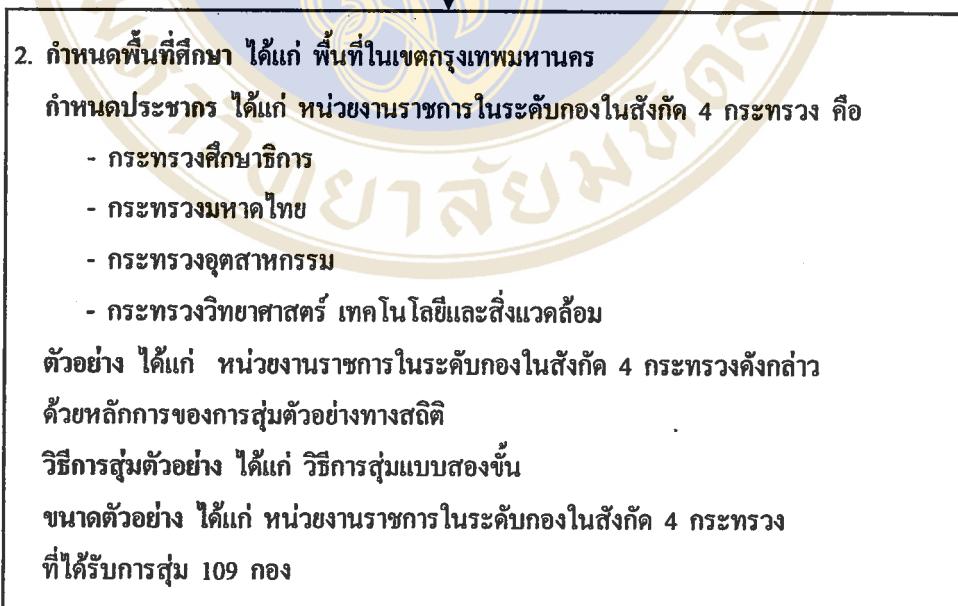 2. กำหนดพื้นที่ศึกษา ได้แก่ พื้นที่ในเขตกรุงเทพมหานคร
กำหนดประชากร ได้แก่ หน่วยงานราชการในระดับกองในสังกัด 4 กระทรวง คือ
- กระทรวงศึกษาธิการ
- กระทรวงมหาดไทย
- กระทรวงอุตสาหกรรม
- กระทรวงวิทยาศาสตร์ เทคโนโลยีและสิ่งแวดล้อม
ตัวอย่าง ได้แก่ หน่วยงานราชการในระดับกองในสังกัด 4 กระทรวงดังกล่าว
ด้วยหลักการของการสุ่มตัวอย่างทางสถิติ
วิธีการสุ่มตัวอย่าง ได้แก่ วิธีการสุ่มแบบสองขั้น
ขนาดตัวอย่าง ได้แก่ หน่วยงานราชการในระดับกองในสังกัด 4 กระทรวง
ที่ได้รับการสุ่ม 109 กอง
มหาวิทยาลัยมหิดล